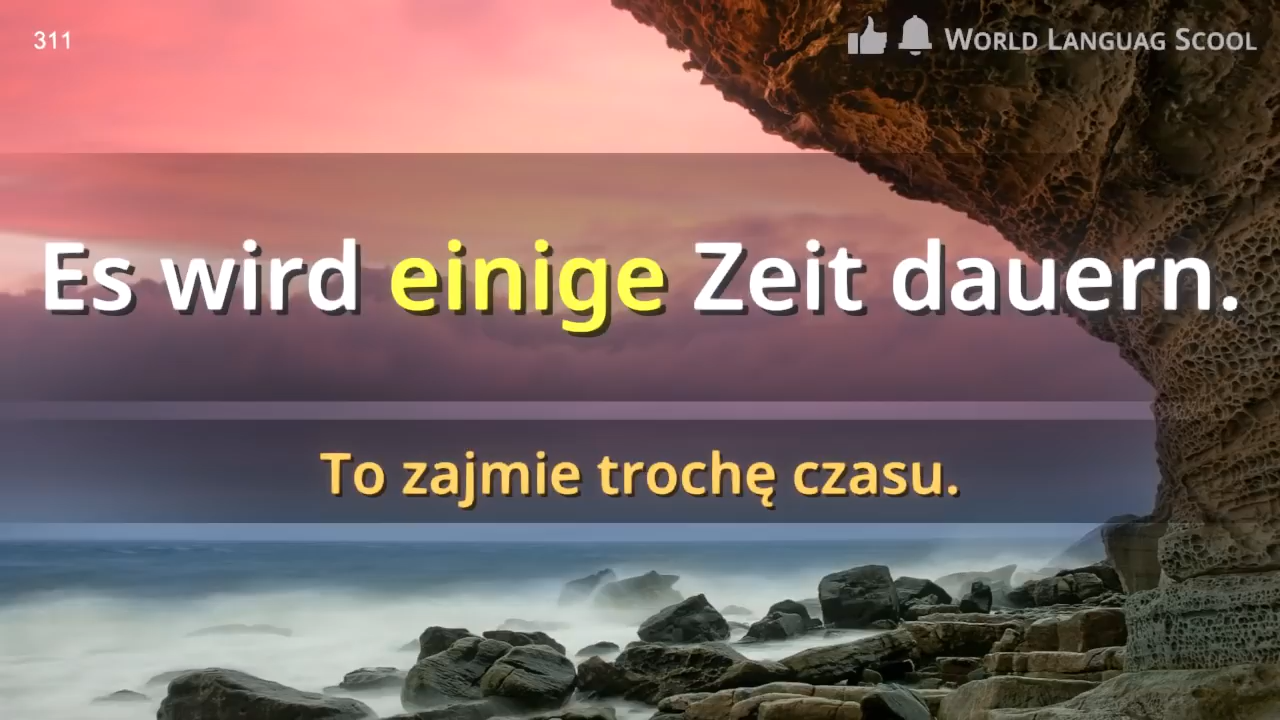 311
World Languag Scool
Es wird einige Zeit dauern.
To zajmie trochę czasu.